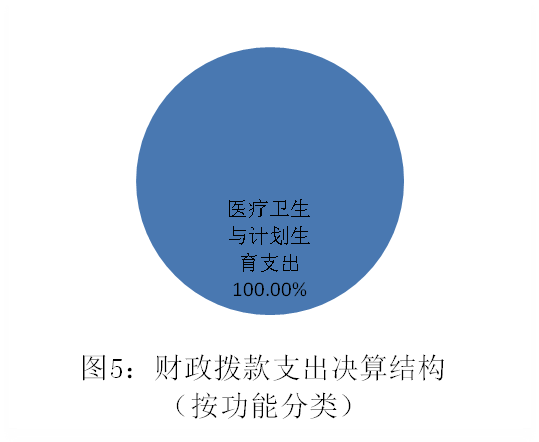 医疗卫生
与计划生
育支出
100.00%
图5：财政拨款支出决算结构
（按功能分类）